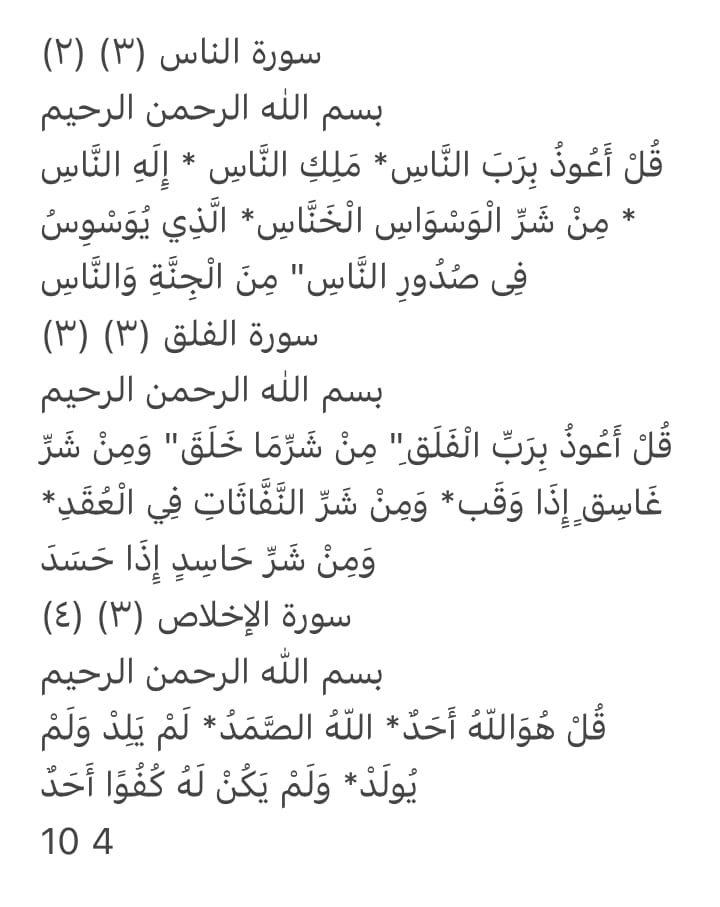 سورة الناس (٣) (٢)
بسم الله الرحمن الرحيم
قُلْ أَعُوذُ بِرَبَ النَّاسِ* مَلِكِ النَّاسِ * إِلَهِ النَّاسِ
* مِنْ شَرِّ الْوَسْوَاسِ الْخَنَّاسِ* الَّذِي يُوَسْوِسُ
فِى صُدُورِ النَّاسِ" مِنَ الْجِنَّةِ وَالنَّاسِ
سورة الفلق (٣) (٣)
بسم الله الرحمن الرحيم
قُلْ أَعُوذُ بِرَبِّ الْفَلَقِ" مِنْ شَرِّمَا خَلَقَ" وَمِنْ شَرِّ
غَاسِقٍ إِذَا وَقَب* وَمِنْ شَرِّ النَّفَّاثَاتِ فِي الْعُقَدِ*
وَمِنْ شَرِّ حَاسِدٍ إِذَا حَسَدَ
سورة الإخلاص (٣) (٤)
بسم الله الرحمن الرحيم
قُلْ هُوَاللّهُ أَحَدٌ* اللّهُ الصَّمَدُ* لَمْ يَلِدْ وَلَمْ
يُولَدْ* وَلَمْ يَكُنْ لَهُ كُفُوًا أَحَدٌ
10 4